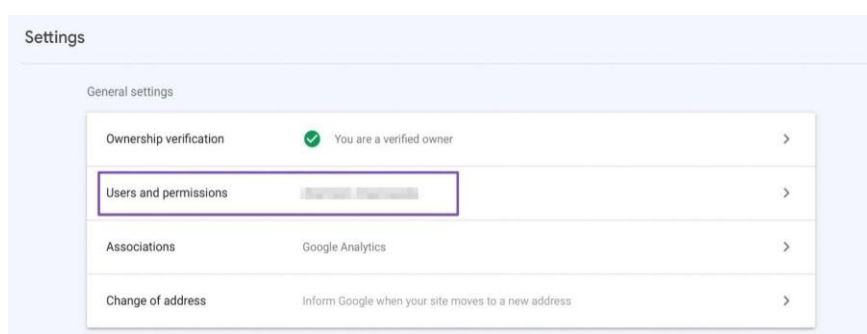 Settings
General settings
Ownership verification You are a verified owner
Users and permissions
Associations Google Analytics
Change of address Inform Google when your site moves to a new address